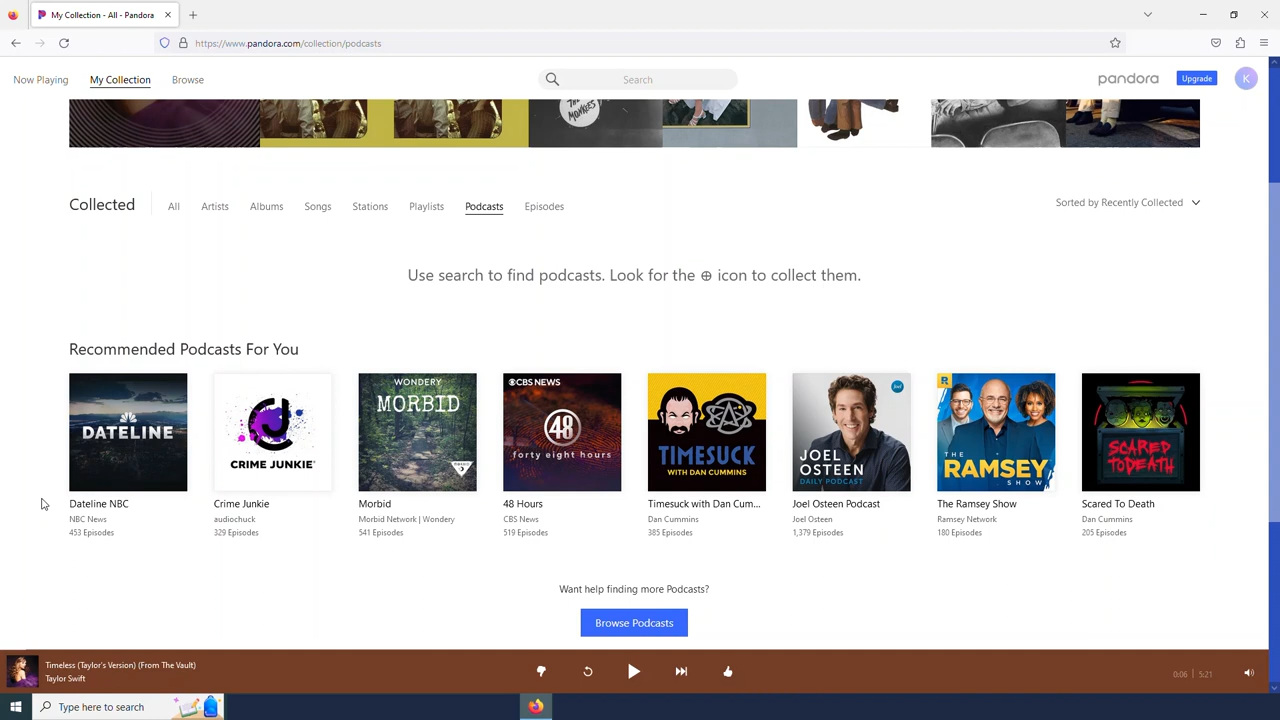 My Collection - All - Pandora
https://www.pandora.com/collection/podcasts
Now Playing
My Collection
Browse
Search
pandora
Upgrade
K
THE MONKEES
Collected
All
Artists
Albums
Songs
Stations
Playlists
Podcasts
Episodes
Sorted by Recently Collected
Use search to find podcasts. Look for the ⊕ icon to collect them.
Recommended Podcasts For You
DATELINE
CRIME JUNKIE
WONDERY
MORBID
CBS NEWS
48
forty eight hours
TIMESUCK
WITH DAN CUMMINS
JOEL
OSTEEN
DAILY PODCAST
R
THE
RAMSEY
SHOW
SCARED
TO DEATH
Dateline NBC
NBC News
453 Episodes
Crime Junkie
audiochuck
329 Episodes
Morbid
Morbid Network | Wondery
541 Episodes
48 Hours
CBS News
519 Episodes
Timesuck with Dan Cum...
Dan Cummins
385 Episodes
Joel Osteen Podcast
Joel Osteen
1,379 Episodes
The Ramsey Show
Ramsey Network
180 Episodes
Scared To Death
Dan Cummins
205 Episodes
Want help finding more Podcasts?
Browse Podcasts
Timeless (Taylor's Version) (From The Vault)
Taylor Swift
0:06 | 5:21
Type here to search